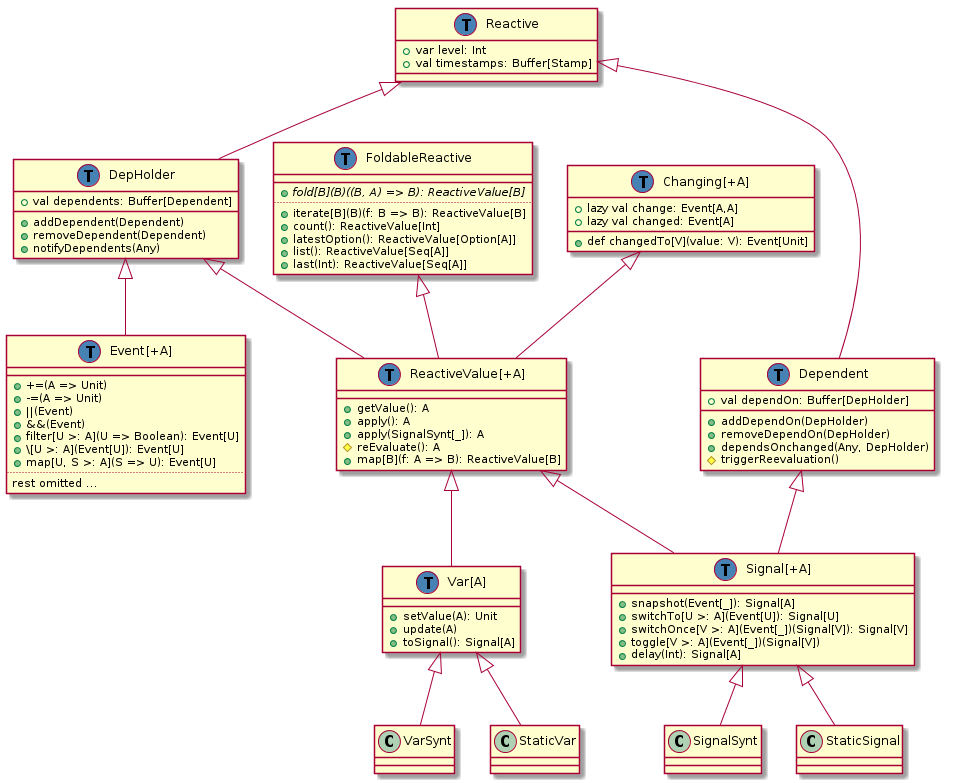 T Reactive
var level: Int
val timestamps: Buffer[Stamp]
T DepHolder
val dependents: Buffer[Dependent]
addDependent(Dependent)
removeDependent(Dependent)
notifyDependents(Any)
T FoldableReactive
fold[B](B)((B, A) => B): ReactiveValue[B]
iterate[B](B)(f: B => B): ReactiveValue[B]
count(): ReactiveValue[Int]
latestOption(): ReactiveValue[Option[A]]
list(): ReactiveValue[Seq[A]]
last(Int): ReactiveValue[Seq[A]]
T Changing[+A]
lazy val change: Event[A,A]
lazy val changed: Event[A]
def changedTo[V](value: V): Event[Unit]
T Event[+A]
+=(A => Unit)
-=(A => Unit)
||(Event)
&&(Event)
filter[U >: A](U => Boolean): Event[U]
\[U >: A](Event[U]): Event[U]
map[U, S >: A](S => U): Event[U]
rest omitted ...
T ReactiveValue[+A]
getValue(): A
apply(): A
apply(SignalSynt[_]): A
reEvaluate(): A
map[B](f: A => B): ReactiveValue[B]
T Dependent
val dependOn: Buffer[DepHolder]
addDependOn(DepHolder)
removeDependOn(DepHolder)
dependsOnchanged(Any, DepHolder)
triggerReevaluation()
T Var[A]
setValue(A): Unit
update(A)
toSignal(): Signal[A]
T Signal[+A]
snapshot(Event[_]): Signal[A]
switchTo[U >: A](Event[U]): Signal[U]
switchOnce[V >: A](Event[_])(Signal[V]): Signal[V]
toggle[V >: A](Event[_])(Signal[V])
delay(Int): Signal[A]
C VarSynt
C StaticVar
C SignalSynt
C StaticSignal